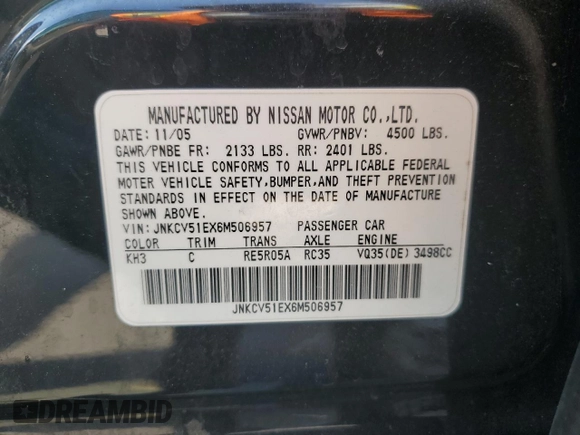 MANUFACTURED BY NISSAN MOTOR CO.,LTD.
DATE: 11/05 GVWR/PNBV: 4500 LBS.
GAWR/PNBE FR: 2133 LBS. RR: 2401 LBS.
THIS VEHICLE CONFORMS TO ALL APPLICABLE FEDERAL
MOTOR VEHICLE SAFETY,BUMPER,AND THEFT PREVENTION
STANDARDS IN EFFECT ON THE DATE OF MANUFACTURE
SHOWN ABOVE.
VIN: JNKCV51EX6M506957 PASSENGER CAR
COLOR TRIM TRANS AXLE ENGINE
KH3 C RE5R05A RC35 VQ35(DE) 3498CC
JNKCV51EX6M506957
DREAMBID